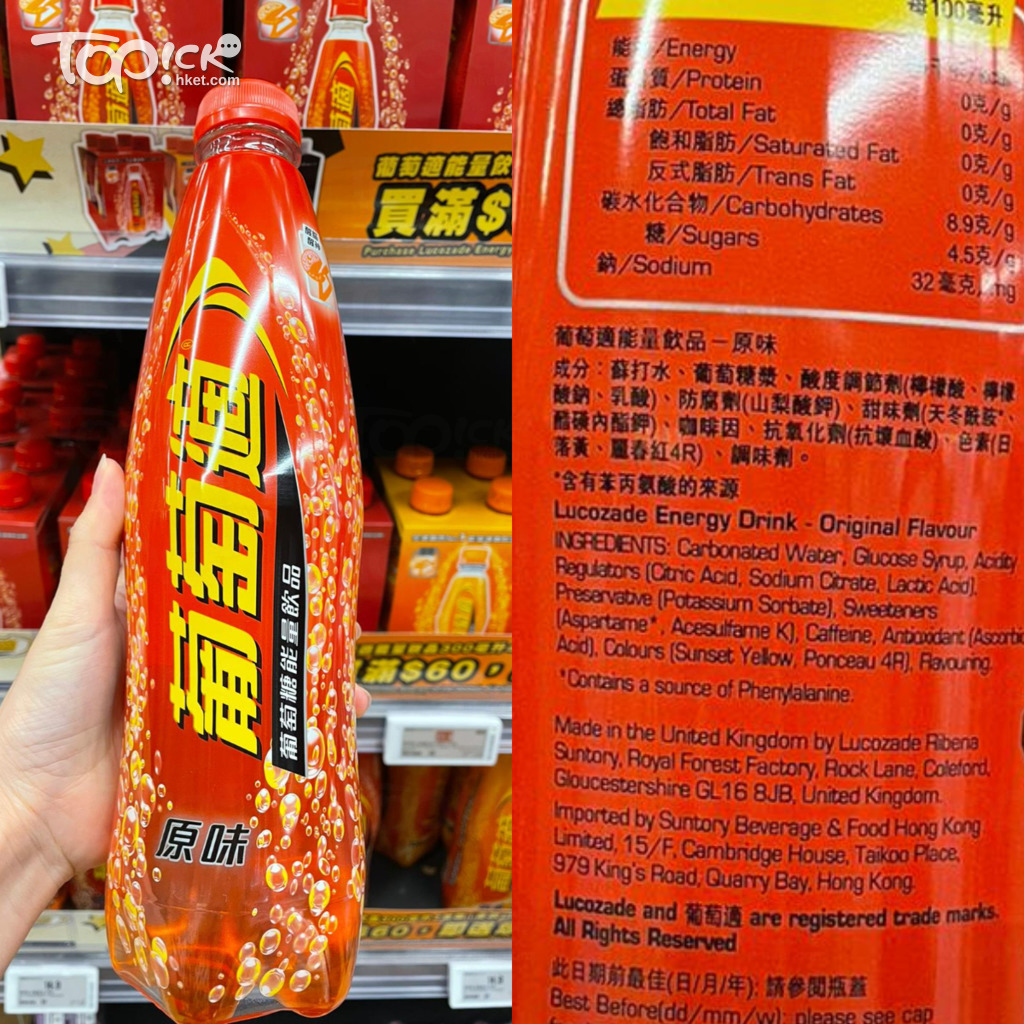 TOPick
hket.com
葡萄適能量飲
買滿$
Purchase Lucozade Energy
葡萄適
葡萄糖能量飲品
原味
滿$60
每100毫升
能/Energy
蛋質/Protein
0克/g
總脂肪/Total Fat
0克/g
飽和脂肪/Saturated Fat
0克/g
反式脂肪/Trans Fat
0克/g
碳水化合物/Carbohydrates
8.9克/g
糖/Sugars
4.5克/g
鈉/Sodium
32毫克/mg
葡萄適能量飲品－原味
成分：蘇打水、葡萄糖漿、酸度調節劑(檸檬酸、檸檬
酸鈉、乳酸)、防腐劑(山梨酸鉀)、甜味劑(天冬酰胺*、
醋磺內酯鉀)、咖啡因、抗氧化劑(抗壞血酸)、色素(日
落黃、麗春紅4R)、調味劑。
*含有苯丙氨酸的來源
Lucozade Energy Drink - Original Flavour
INGREDIENTS: Carbonated Water, Glucose Syrup, Acidity
Regulators (Citric Acid, Sodium Citrate, Lactic Acid),
Preservative (Potassium Sorbate), Sweeteners
(Aspartame*, Acesulfame K), Caffeine, Antioxidant (Ascorbic
Acid), Colours (Sunset Yellow, Ponceau 4R), Flavouring.
*Contains a source of Phenylalanine.
Made in the United Kingdom by Lucozade Ribena
Suntory, Royal Forest Factory, Rock Lane, Coleford,
Gloucestershire GL16 8JB, United Kingdom.
Imported by Suntory Beverage & Food Hong Kong
Limited, 15/F, Cambridge House, Taikoo Place,
979 King's Road, Quarry Bay, Hong Kong.
Lucozade and 葡萄適 are registered trade marks.
All Rights Reserved
此日期前最佳(日/月/年): 請參閱瓶蓋
Best Before(dd/mm/yy): please see cap